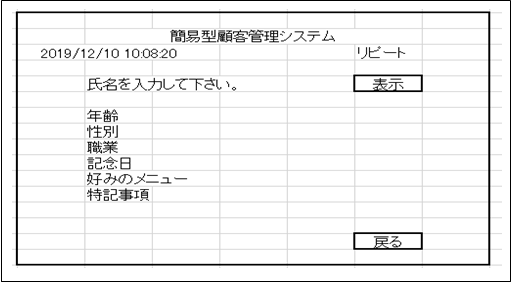 簡易型顧客管理システム
2019/12/10 10:08:20 リピート
氏名を入力して下さい。 表示
年齢
性別
職業
記念日
好みのメニュー
特記事項
戻る